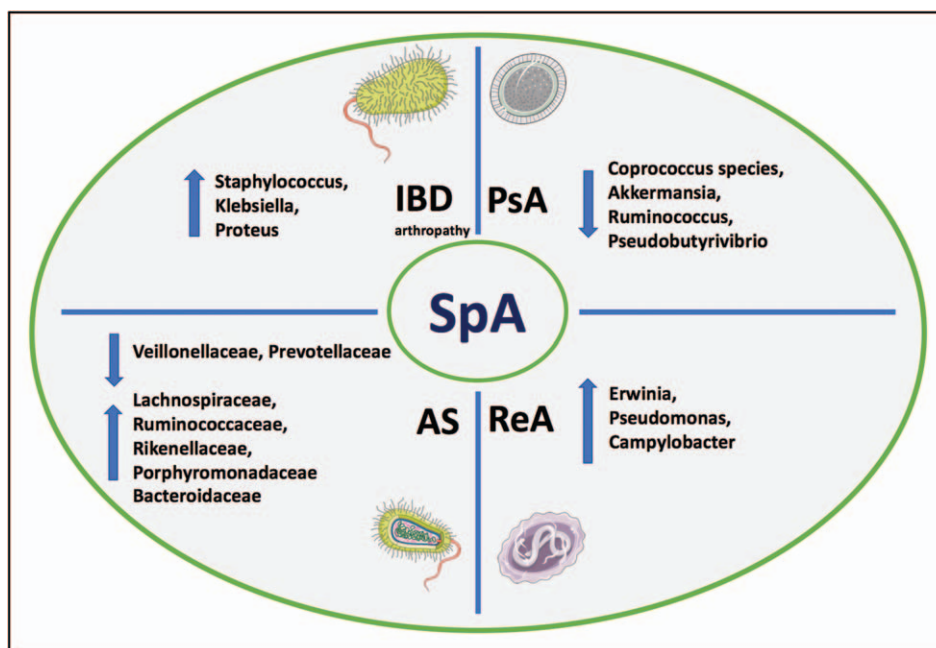 Staphylococcus,
Klebsiella,
Proteus
IBD
arthropathy
PsA
Coprococcus species,
Akkermansia,
Ruminococcus,
Pseudobutyrivibrio
SpA
Veillonellaceae, Prevotellaceae
Lachnospiraceae,
Ruminococcaceae,
Rikenellaceae,
Porphyromonadaceae
Bacteroidaceae
AS
ReA
Erwinia,
Pseudomonas,
Campylobacter